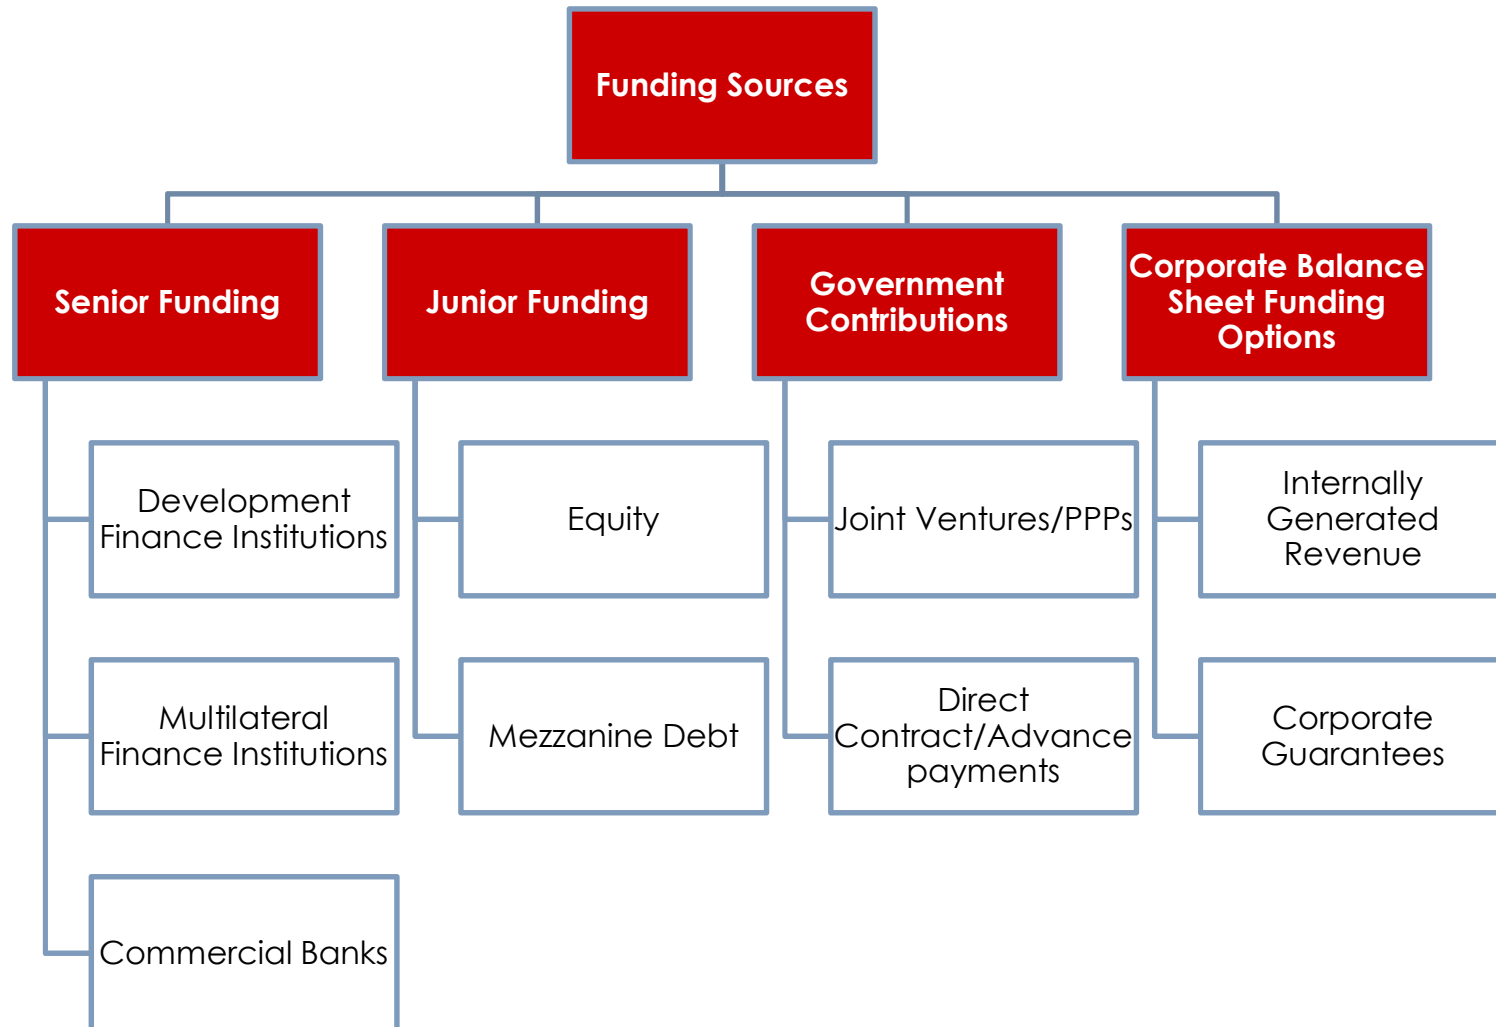 Funding Sources
Senior Funding
Junior Funding
Government
Contributions
Corporate Balance
Sheet Funding
Options
Development
Finance Institutions
Equity
Joint Ventures/PPPs
Internally
Generated
Revenue
Multilateral
Finance Institutions
Mezzanine Debt
Direct
Contract/Advance
payments
Corporate
Guarantees
Commercial Banks